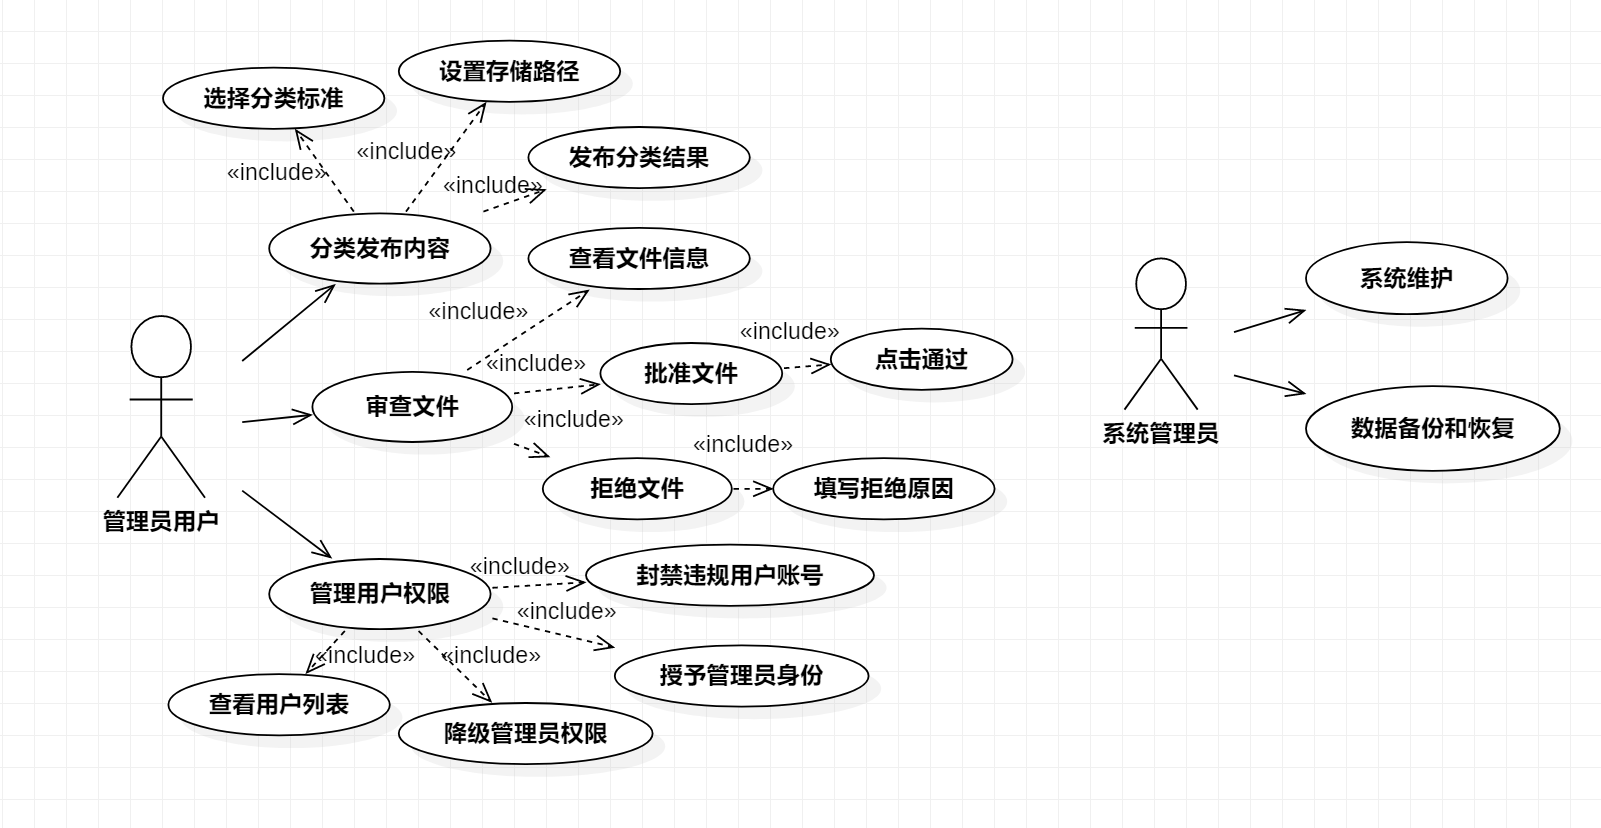 设置存储路径
选择分类标准
«include»
发布分类结果
«include»
«include»
分类发布内容
查看文件信息
«include»
«include»
点击通过
«include»
批准文件
审查文件
«include»
«include»
拒绝文件
填写拒绝原因
管理员用户
«include»
封禁违规用户账号
管理用户权限
«include»
«include»
«include»
授予管理员身份
查看用户列表
降级管理员权限
系统维护
系统管理员
数据备份和恢复